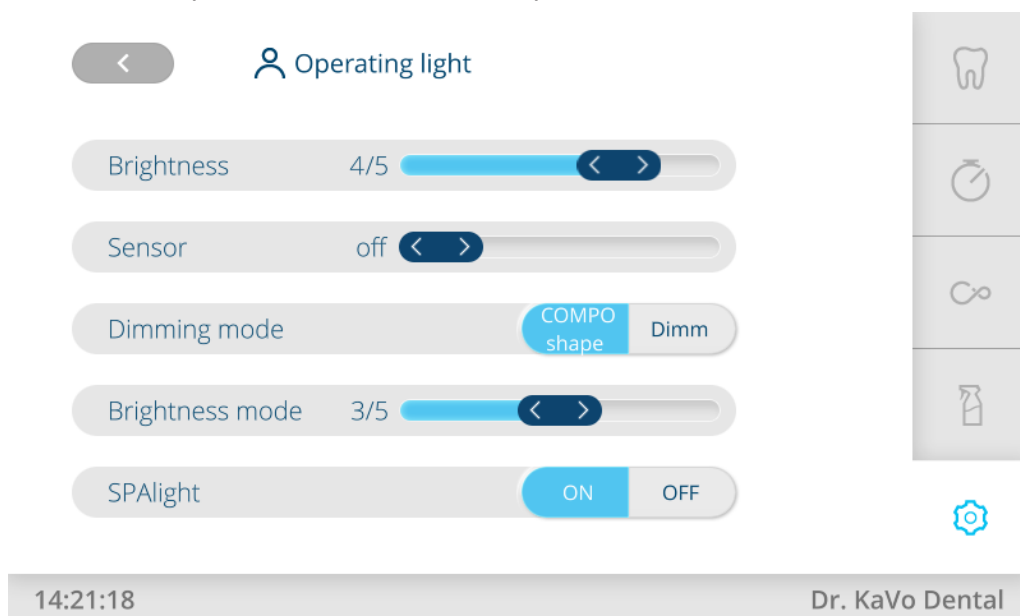 Operating light
Brightness 4/5
Sensor off
Dimming mode COMPO shape Dimm
Brightness mode 3/5
SPAlight ON OFF
14:21:18 Dr. KaVo Dental